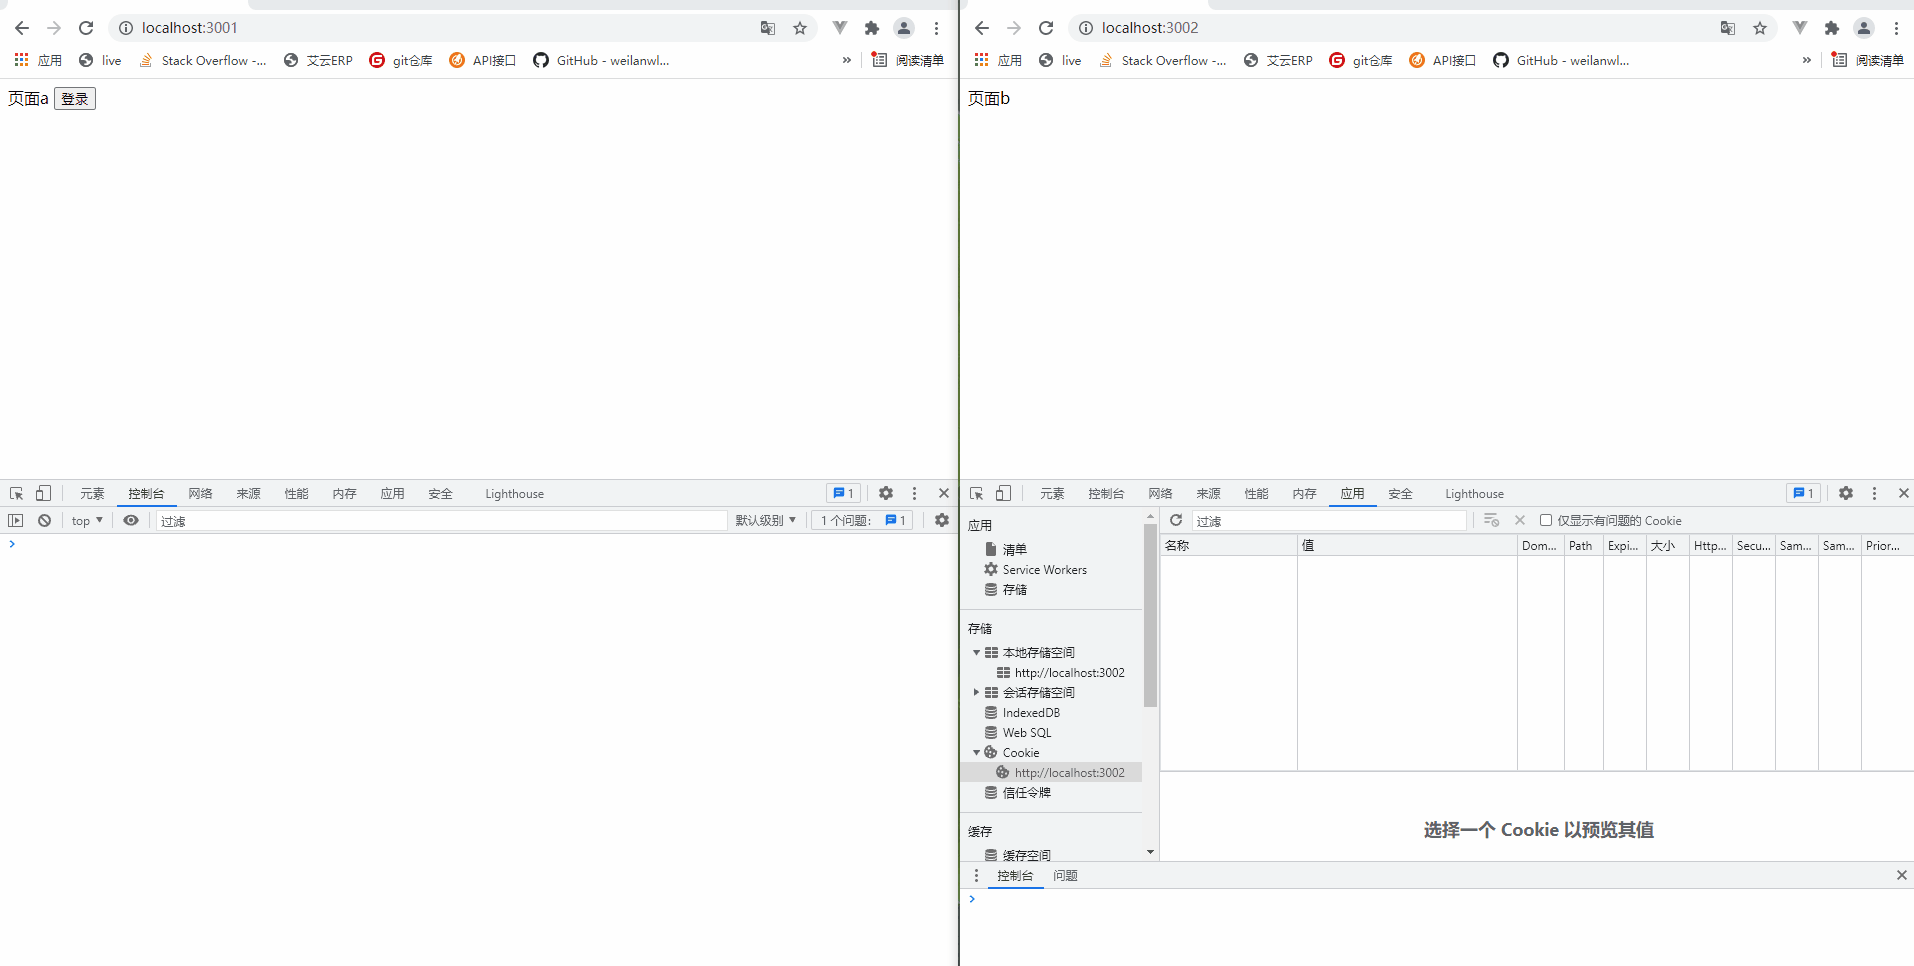 localhost:3001
应用 live Stack Overflow -... 艾云ERP git仓库 API接口 GitHub - weilanwl... » 阅读清单
页面a 登录
元素 控制台 网络 来源 性能 内存 应用 安全 Lighthouse 1
top 过滤 默认级别 1 个问题: 1
localhost:3002
应用 live Stack Overflow -... 艾云ERP git仓库 API接口 GitHub - weilanwl... » 阅读清单
页面b
元素 控制台 网络 来源 性能 内存 应用 安全 Lighthouse 1
应用
清单
Service Workers
存储
存储
本地存储空间
http://localhost:3002
会话存储空间
IndexedDB
Web SQL
Cookie
http://localhost:3002
信任令牌
缓存
缓存空间
过滤 仅显示有问题的 Cookie
名称 值 Dom... Path Expi... 大小 Http... Secu... Sam... Sam... Prior...
选择一个 Cookie 以预览其值
控制台 问题